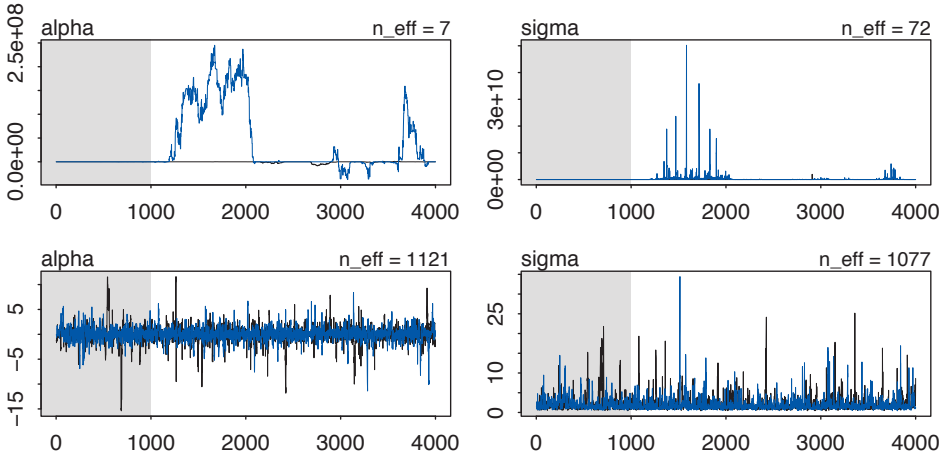 alpha n_eff = 7
2.5e+08
0.0e+00
0 1000 2000 3000 4000
sigma n_eff = 72
3e+10
0e+00
0 1000 2000 3000 4000
alpha n_eff = 1121
5
-5
-15
0 1000 2000 3000 4000
sigma n_eff = 1077
25
10
0
0 1000 2000 3000 4000